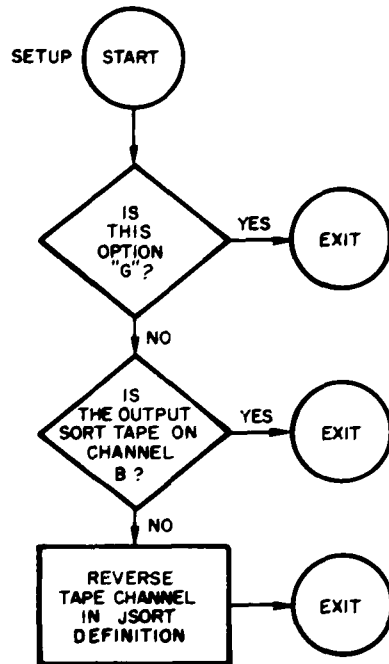 SETUP START
IS
THIS
OPTION
"G"?
YES
EXIT
NO
IS
THE OUTPUT
SORT TAPE ON
CHANNEL
B ?
YES
EXIT
NO
REVERSE
TAPE CHANNEL
IN JSORT
DEFINITION
EXIT